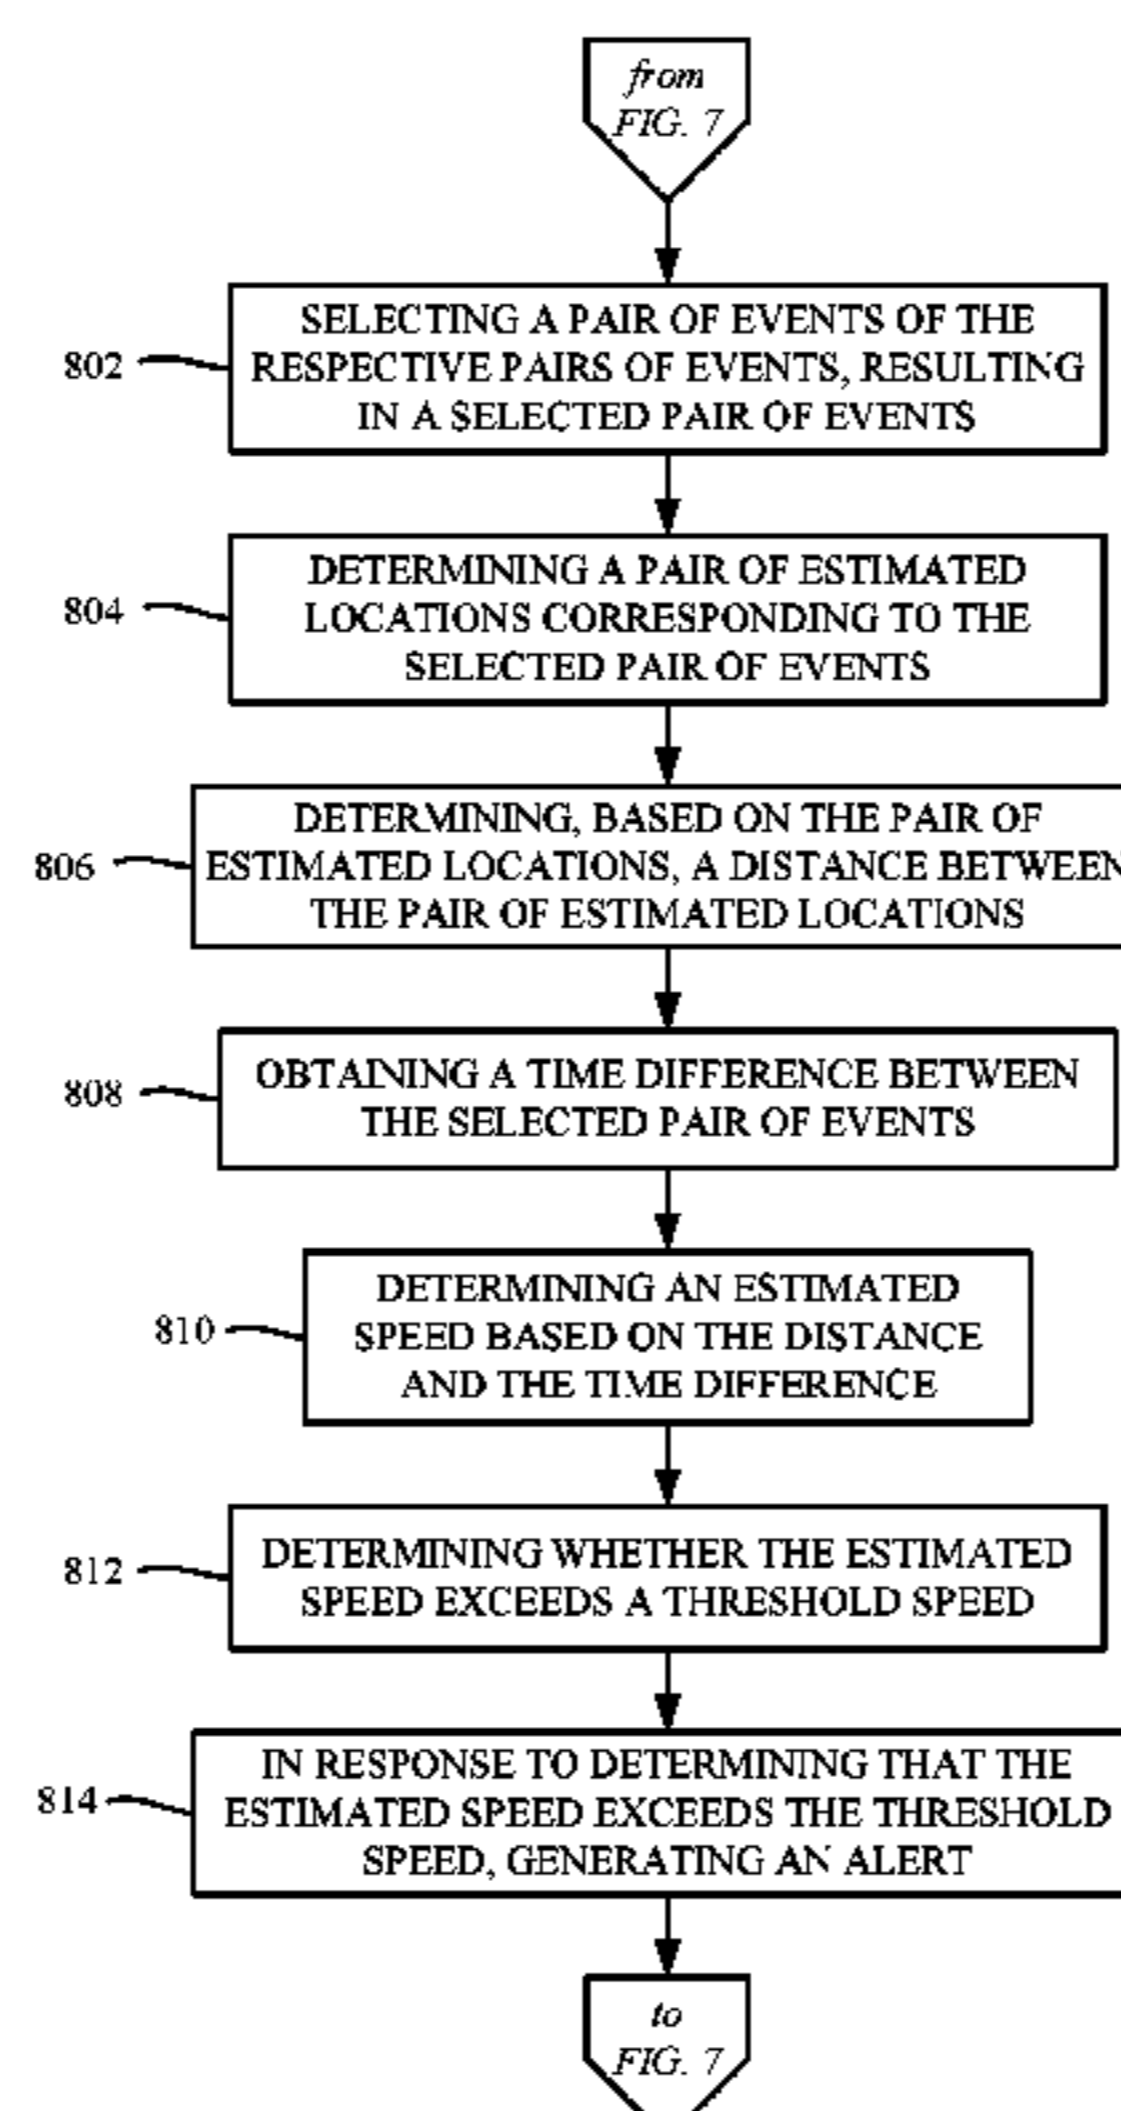 from
FIG. 7
802
SELECTING A PAIR OF EVENTS OF THE
RESPECTIVE PAIRS OF EVENTS, RESULTING
IN A SELECTED PAIR OF EVENTS
804
DETERMINING A PAIR OF ESTIMATED
LOCATIONS CORRESPONDING TO THE
SELECTED PAIR OF EVENTS
806
DETERMINING, BASED ON THE PAIR OF
ESTIMATED LOCATIONS, A DISTANCE BETWEEN
THE PAIR OF ESTIMATED LOCATIONS
808
OBTAINING A TIME DIFFERENCE BETWEEN
THE SELECTED PAIR OF EVENTS
810
DETERMINING AN ESTIMATED
SPEED BASED ON THE DISTANCE
AND THE TIME DIFFERENCE
812
DETERMINING WHETHER THE ESTIMATED
SPEED EXCEEDS A THRESHOLD SPEED
814
IN RESPONSE TO DETERMINING THAT THE
ESTIMATED SPEED EXCEEDS THE THRESHOLD
SPEED, GENERATING AN ALERT
to
FIG. 7